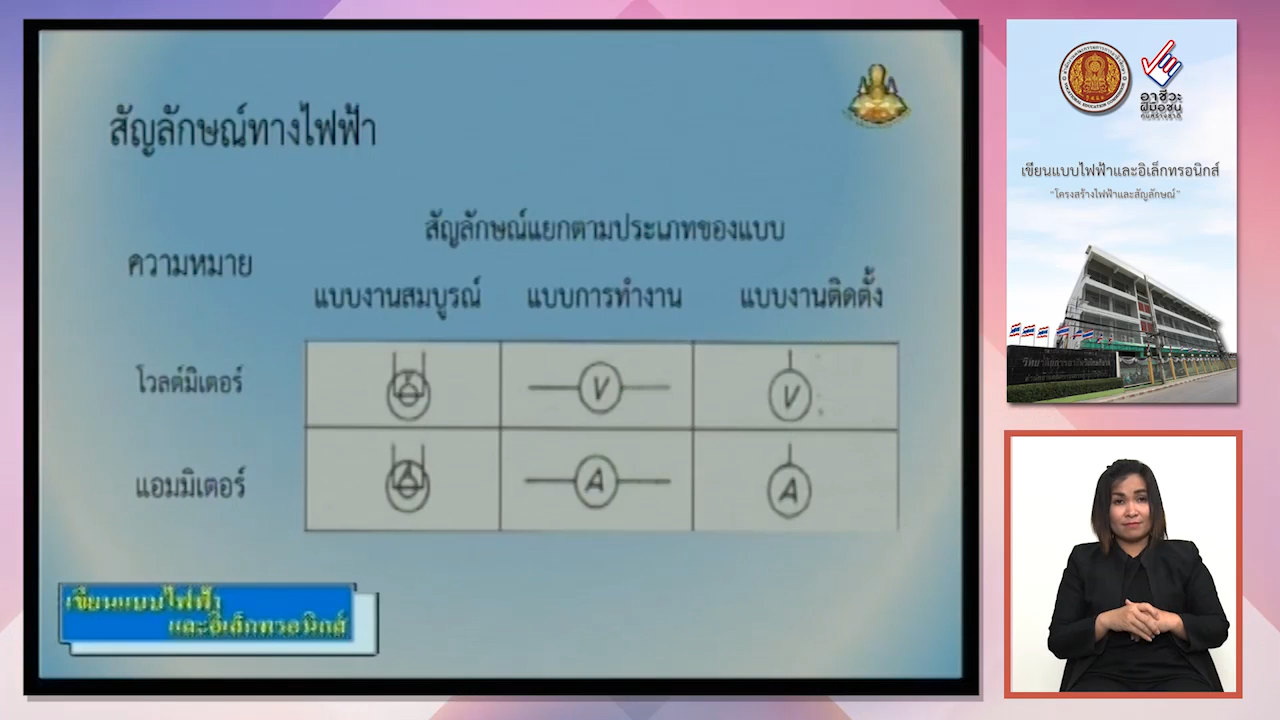 สัญลักษณ์ทางไฟฟ้า
สัญลักษณ์แยกตามประเภทของแบบ
ความหมาย
แบบงานสมบูรณ์ แบบการทำงาน แบบงานติดตั้ง
โวลต์มิเตอร์
V
V
แอมมิเตอร์
A
A
เขียนแบบไฟฟ้า
และอิเล็กทรอนิกส์
อาชีวะ
ฝีมือชน
คนสร้างชาติ
เขียนแบบไฟฟ้าและอิเล็กทรอนิกส์
"โครงสร้างไฟฟ้าและสัญลักษณ์"